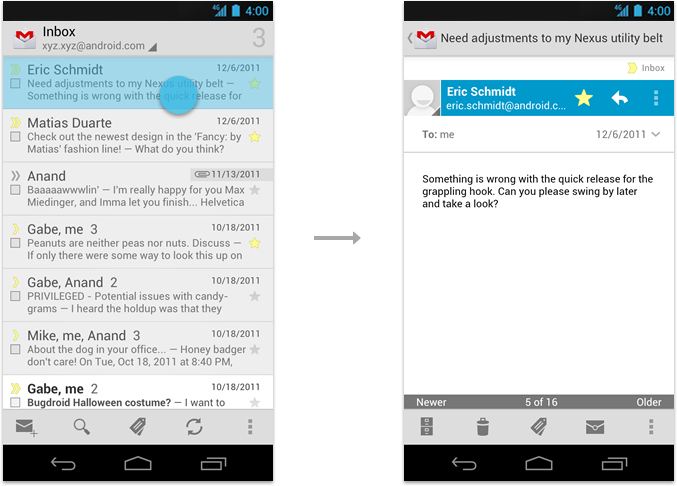 4G 4:00
Inbox
xyz.xyz@android.com
3
Eric Schmidt 12/6/2011
Need adjustments to my Nexus utility belt —
Something is wrong with the quick release for
Matias Duarte 12/6/2011
Check out the newest design in the 'Fancy: by
Matias' fashion line! — What do you think?
Anand 11/13/2011
Baaaaawwwlin' — I'm really happy for you Max
Miedinger, and Imma let you finish... Helvetica
Gabe, me 3 10/18/2011
Peanuts are neither peas nor nuts. Discuss —
If only there were some way to look this up on
Gabe, Anand 2 10/18/2011
PRIVILEGED - Potential issues with candy-
grams — I heard the holdup was that they
Mike, me, Anand 3 10/18/2011
About the dog in your office... — Honey badger
don't care! On Tue, Oct 18, 2011 at 8:40 PM,
Gabe, me 2 10/18/2011
Bugdroid Halloween costume? — I want to
4G 4:00
Need adjustments to my Nexus utility belt
Inbox
Eric Schmidt
eric.schmidt@android.c...
To: me 12/6/2011
Something is wrong with the quick release for the
grappling hook. Can you please swing by later
and take a look?
Newer 5 of 16 Older